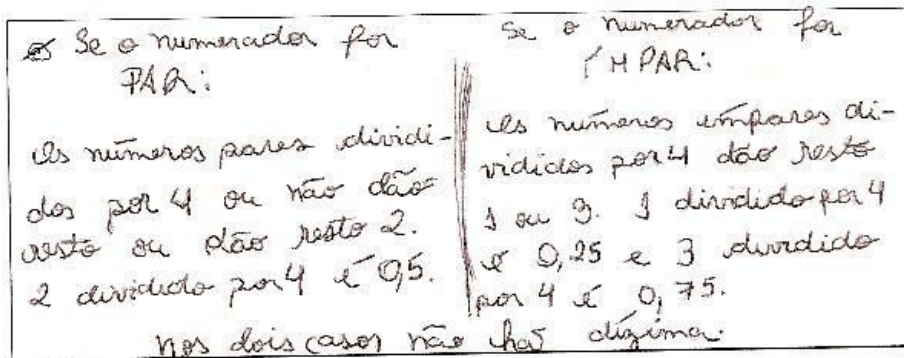 Se o numerador for
PAR:
Os números pares dividi-
dos por 4 ou não dão
resto ou dão resto 2.
2 dividido por 4 é 0,5.
Se o numerador for
ÍMPAR:
Os números ímpares di-
vididos por 4 dão resto
1 ou 3. 1 dividido por 4
é 0,25 e 3 dividido
por 4 é 0,75.
Nos dois casos não há dízima.